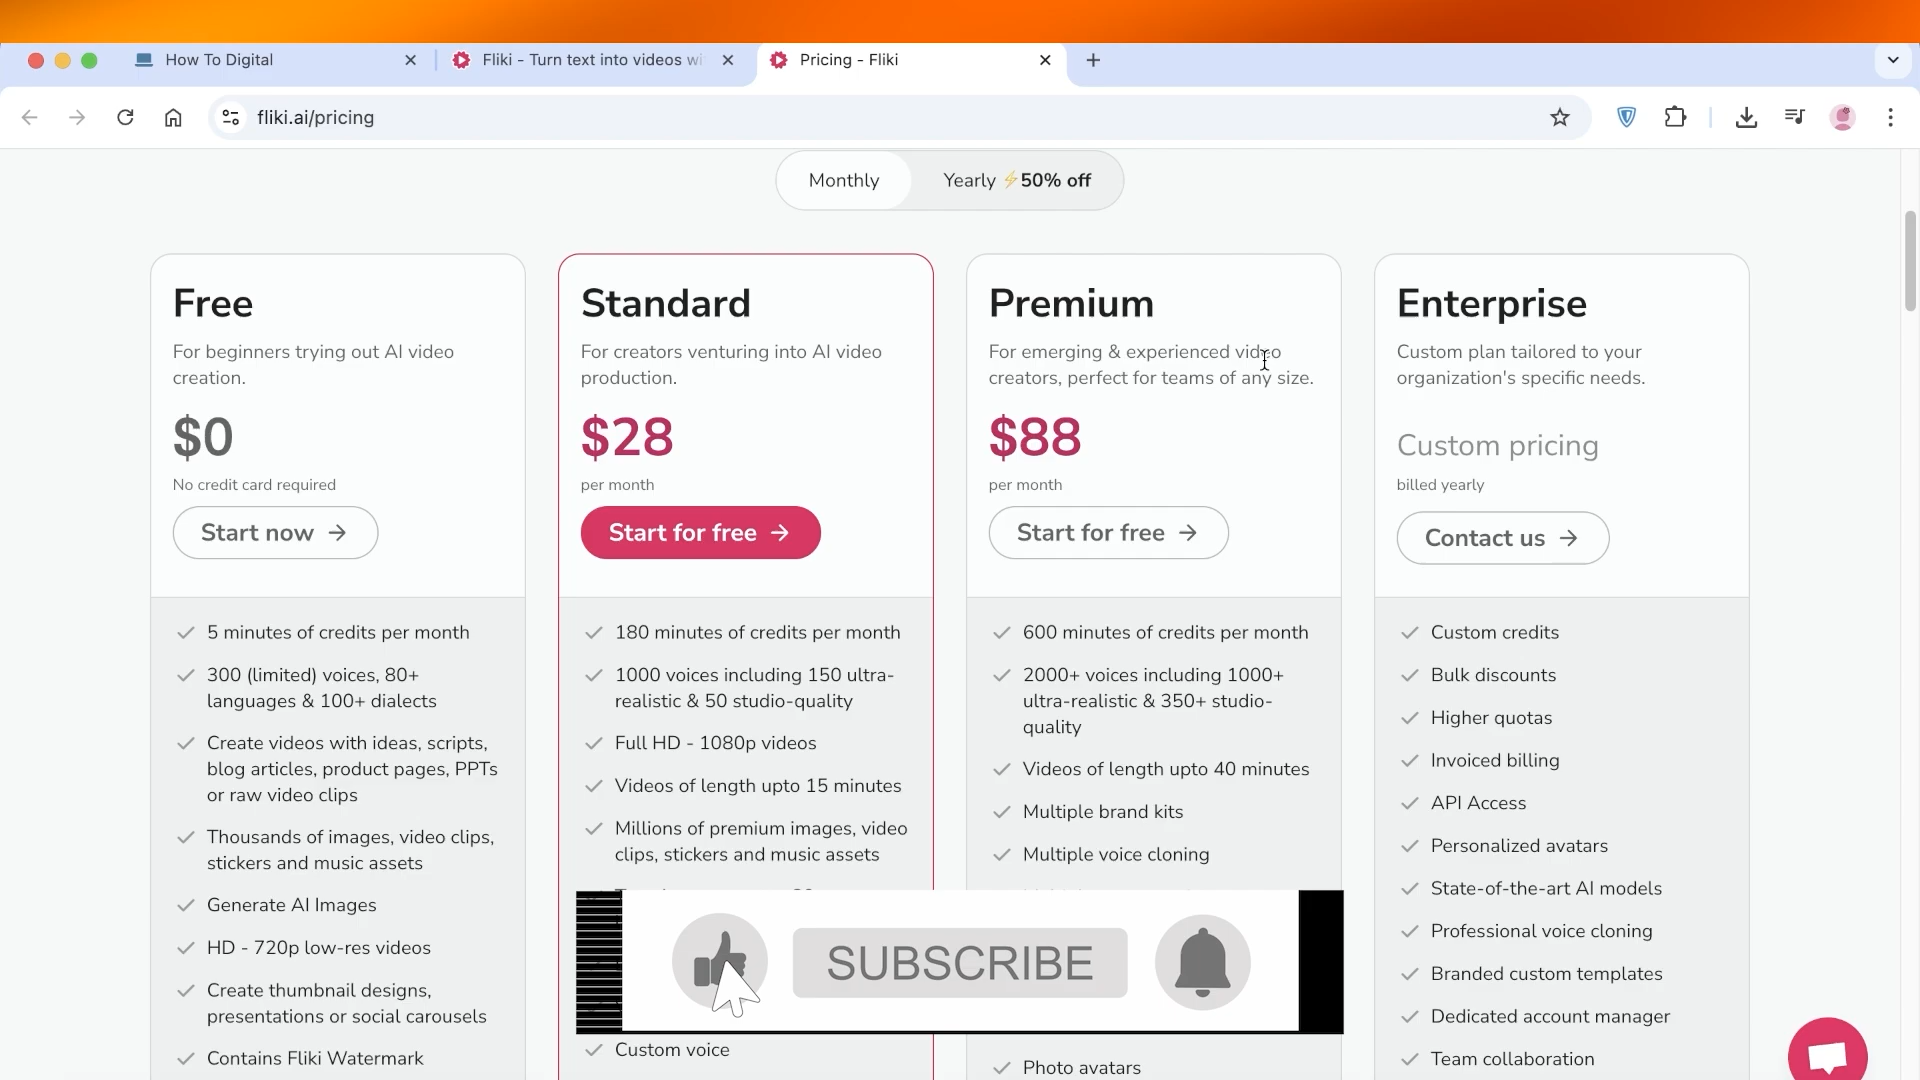 How To Digital
Fliki - Turn text into videos wi
Pricing - Fliki
fliki.ai/pricing
Monthly
Yearly ⚡50% off
Free
For beginners trying out AI video
creation.
$0
No credit card required
Start now →
5 minutes of credits per month
300 (limited) voices, 80+
languages & 100+ dialects
Create videos with ideas, scripts,
blog articles, product pages, PPTs
or raw video clips
Thousands of images, video clips,
stickers and music assets
Generate AI Images
HD - 720p low-res videos
Create thumbnail designs,
presentations or social carousels
Contains Fliki Watermark
Standard
For creators venturing into AI video
production.
$28
per month
Start for free →
180 minutes of credits per month
1000 voices including 150 ultra-
realistic & 50 studio-quality
Full HD - 1080p videos
Videos of length upto 15 minutes
Millions of premium images, video
clips, stickers and music assets
Custom voice
Premium
For emerging & experienced video
creators, perfect for teams of any size.
$88
per month
Start for free →
600 minutes of credits per month
2000+ voices including 1000+
ultra-realistic & 350+ studio-
quality
Videos of length upto 40 minutes
Multiple brand kits
Multiple voice cloning
Photo avatars
Enterprise
Custom plan tailored to your
organization's specific needs.
Custom pricing
billed yearly
Contact us →
Custom credits
Bulk discounts
Higher quotas
Invoiced billing
API Access
Personalized avatars
State-of-the-art AI models
Professional voice cloning
Branded custom templates
Dedicated account manager
Team collaboration
SUBSCRIBE